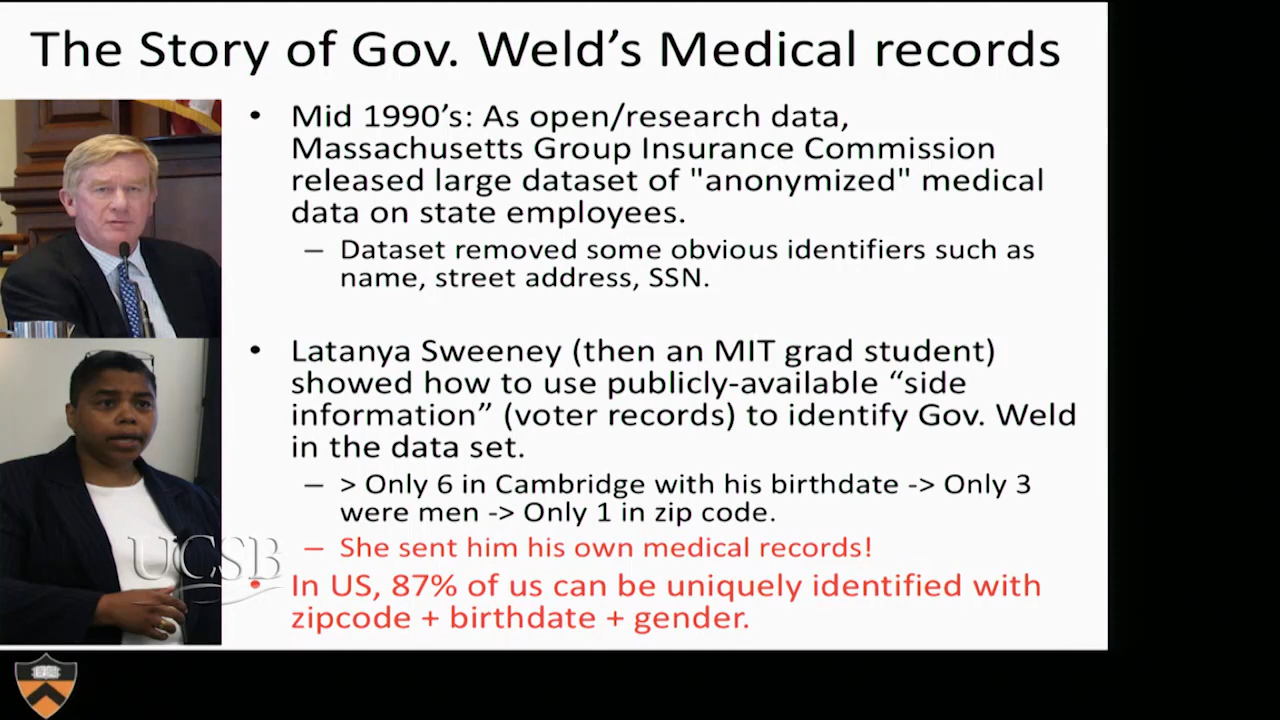 The Story of Gov. Weld's Medical records
• Mid 1990's: As open/research data,
Massachusetts Group Insurance Commission
released large dataset of "anonymized" medical
data on state employees.
– Dataset removed some obvious identifiers such as
name, street address, SSN.
• Latanya Sweeney (then an MIT grad student)
showed how to use publicly-available “side
information” (voter records) to identify Gov. Weld
in the data set.
– > Only 6 in Cambridge with his birthdate -> Only 3
were men -> Only 1 in zip code.
– She sent him his own medical records!
• In US, 87% of us can be uniquely identified with
zipcode + birthdate + gender.
UCSB